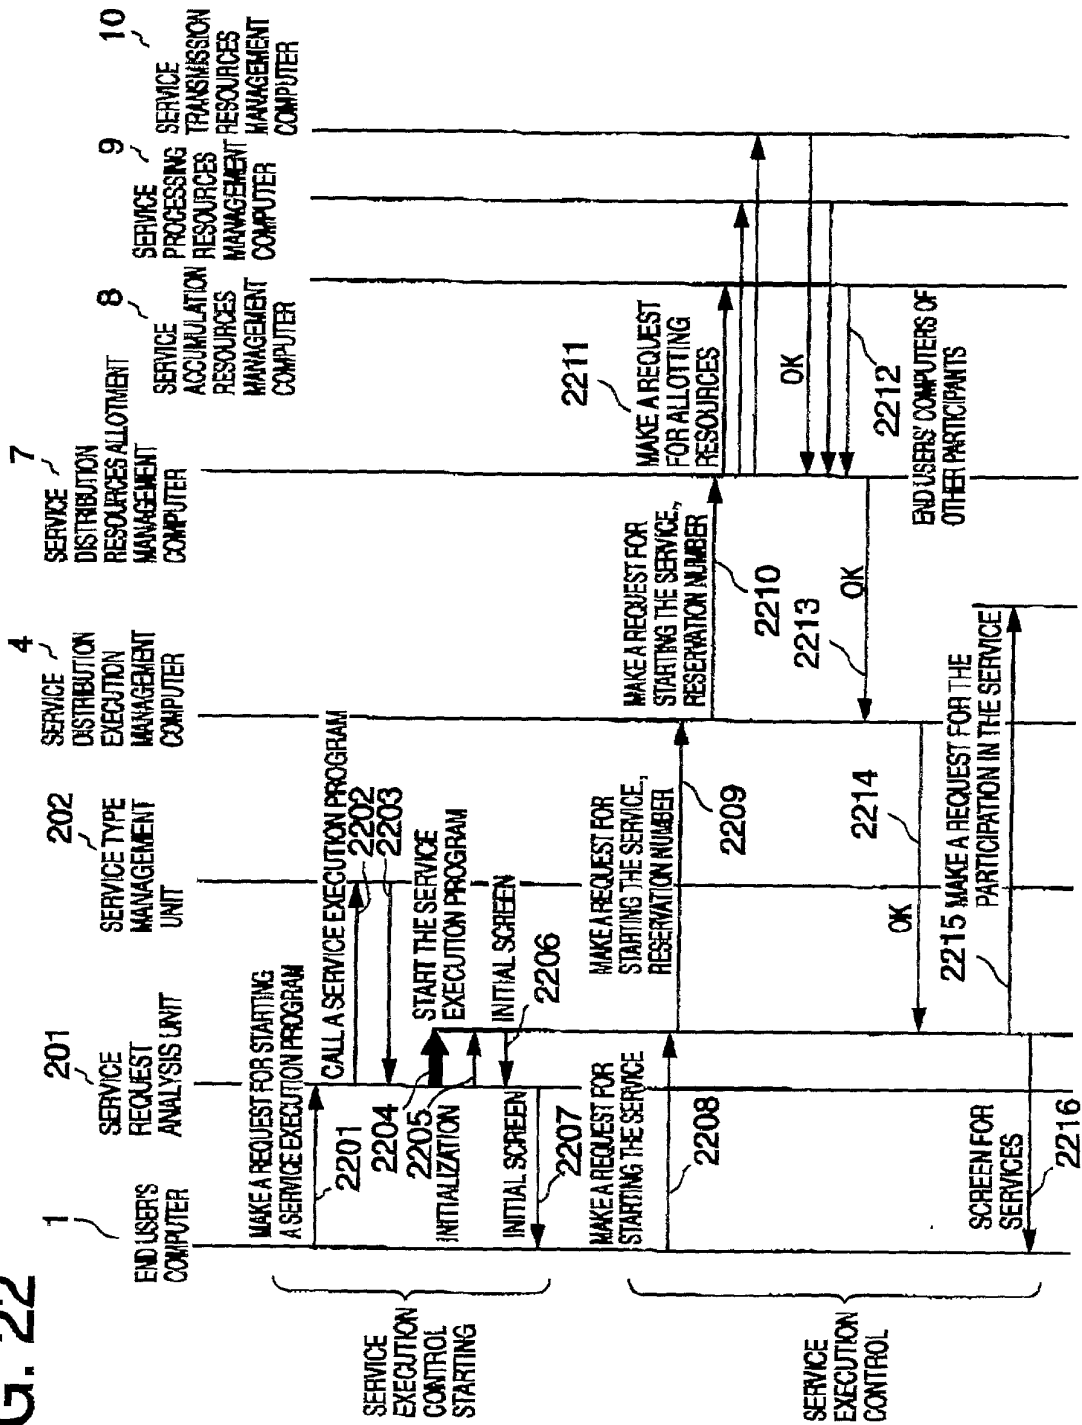 G. 22
1
END USER'S
COMPUTER
201
SERVICE
REQUEST
ANALYSIS UNIT
202
SERVICE TYPE
MANAGEMENT
UNIT
4
SERVICE
DISTRIBUTION
EXECUTION
MANAGEMENT
COMPUTER
7
SERVICE
DISTRIBUTION
RESOURCES ALLOTMENT
MANAGEMENT
COMPUTER
8
SERVICE
ACCUMULATION
RESOURCES
MANAGEMENT
COMPUTER
9
SERVICE
PROCESSING
RESOURCES
MANAGEMENT
COMPUTER
10
SERVICE
TRANSMISSION
RESOURCES
MANAGEMENT
COMPUTER
SERVICE
EXECUTION
CONTROL
STARTING
MAKE A REQUEST FOR STARTING
A SERVICE EXECUTION PROGRAM
2201
CALL A SERVICE EXECUTION PROGRAM
2202
2203
2204
START THE SERVICE
EXECUTION PROGRAM
2205
INITIALIZATION
INITIAL SCREEN
2206
INITIAL SCREEN
2207
SERVICE
EXECUTION
CONTROL
MAKE A REQUEST FOR
STARTING THE SERVICE
2208
MAKE A REQUEST FOR
STARTING THE SERVICE.,
RESERVATION NUMBER
2209
MAKE A REQUEST FOR
STARTING THE SERVICE.,
RESERVATION NUMBER
2210
2211
MAKE A REQUEST
FOR ALLOTTING
RESOURCES
OK
2212
2213
OK
END USERS' COMPUTERS OF
OTHER PARTICIPANTS
2214
OK
2215 MAKE A REQUEST FOR THE
PARTICIPATION IN THE SERVICE
SCREEN FOR
SERVICES
2216